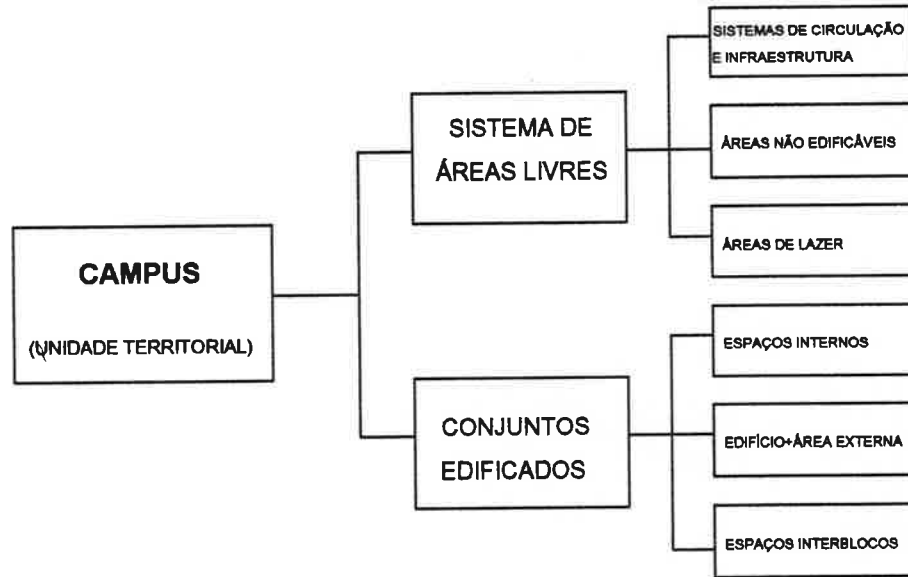 CAMPUS
(UNIDADE TERRITORIAL)
SISTEMA DE
ÁREAS LIVRES
SISTEMAS DE CIRCULAÇÃO
E INFRAESTRUTURA
ÁREAS NÃO EDIFICÁVEIS
ÁREAS DE LAZER
CONJUNTOS
EDIFICADOS
ESPAÇOS INTERNOS
EDIFÍCIO+ÁREA EXTERNA
ESPAÇOS INTERBLOCOS